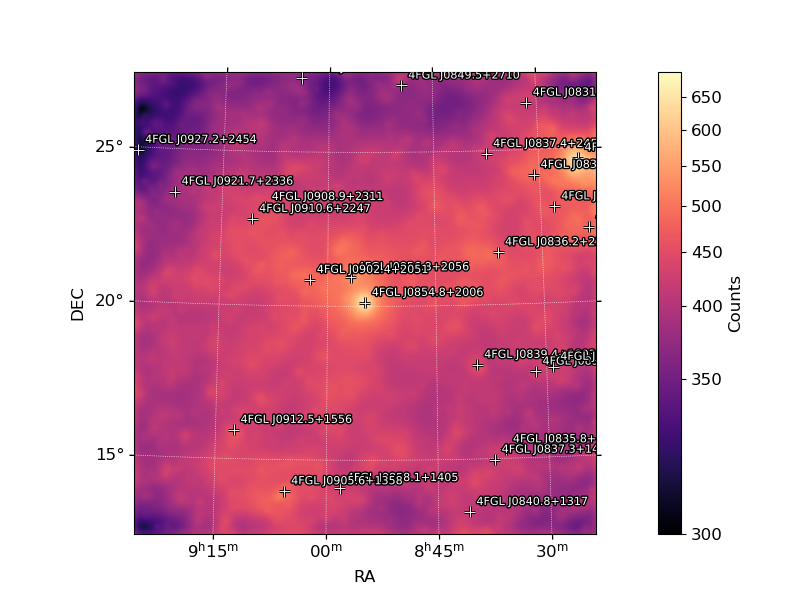 4FGL J0849.5+2710
4FGL J0831
4FGL J0927.2+2454
4FGL J0837.4+24
4FGL J083
4FGL J0921.7+2336
4FGL J0908.9+2311
4FGL J
4FGL J0910.6+2247
4FGL J0836.2+2
4FGL J0902.4+2051
+2056
4FGL J0854.8+2006
4FGL J0839.4
4FGL J
4FGL J0912.5+1556
4FGL J0835.8+
4FGL J0837.3+14
4FGL J0905.6+1358
8.1+1405
4FGL J0840.8+1317
25°
20°
15°
DEC
9h15m
00m
8h45m
30m
RA
650
600
550
500
450
400
350
300
Counts